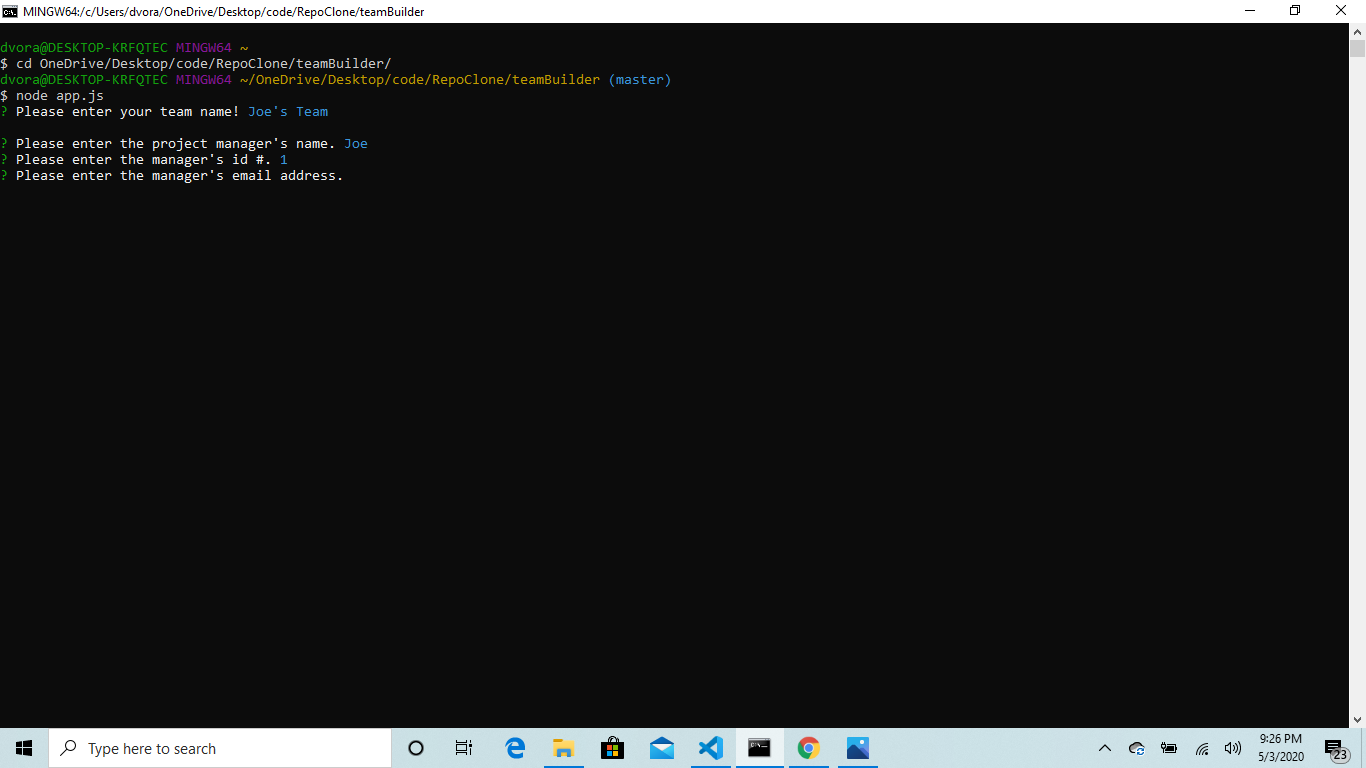 MINGW64:/c/Users/dvora/OneDrive/Desktop/code/RepoClone/teamBuilder
dvora@DESKTOP-KRFQTEC MINGW64 ~
$ cd OneDrive/Desktop/code/RepoClone/teamBuilder/
dvora@DESKTOP-KRFQTEC MINGW64 ~/OneDrive/Desktop/code/RepoClone/teamBuilder (master)
$ node app.js
? Please enter your team name! Joe's Team
? Please enter the project manager's name. Joe
? Please enter the manager's id #. 1
? Please enter the manager's email address.
Type here to search
9:26 PM
5/3/2020
23